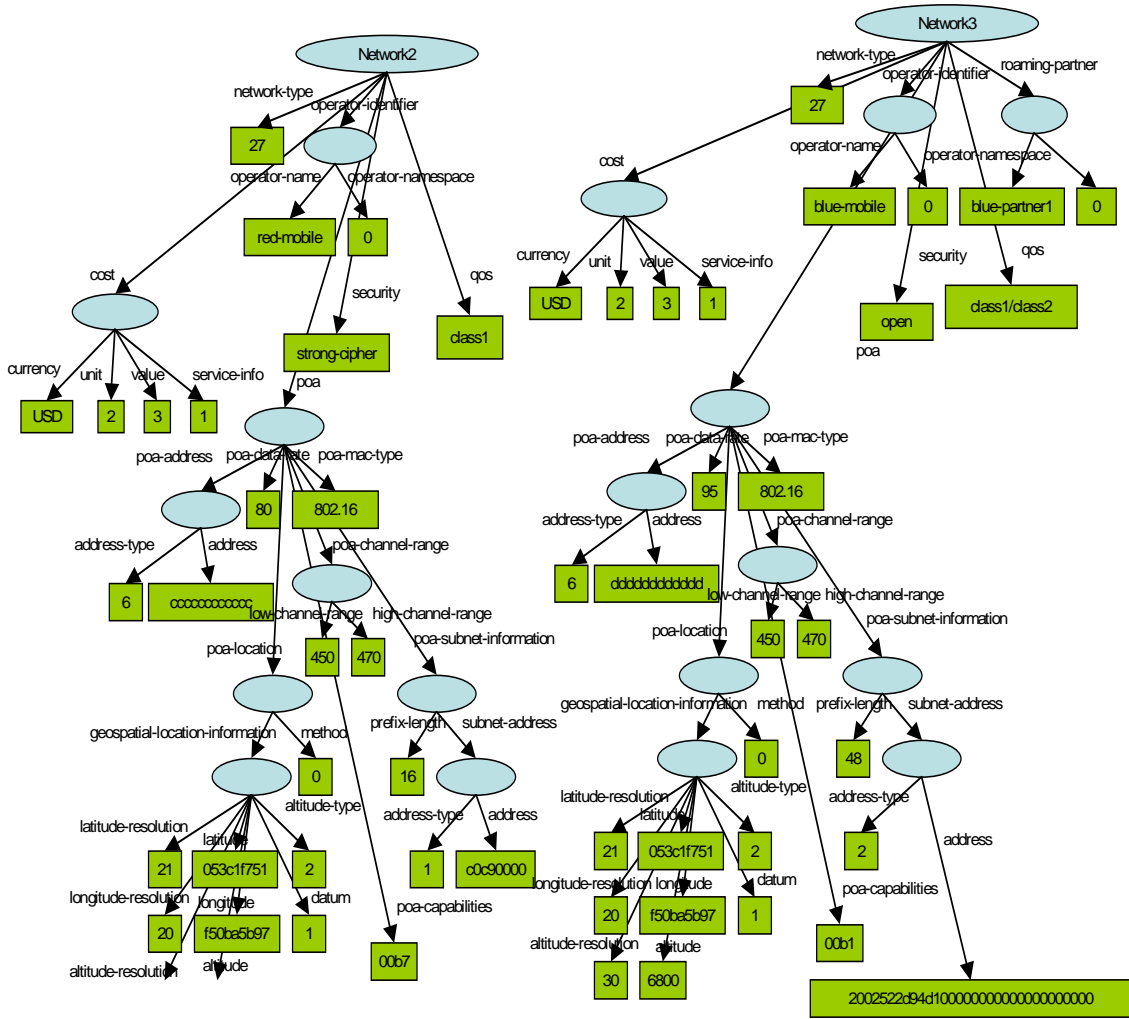 Network2
network-type
operator-identifier
27
operator-name
operator-namespace
red-mobile
0
cost
security
qos
strong-cipher
class1
currency
unit
value
service-info
USD
2
3
1
poa
poa-address
poa-data-rate
poa-mac-type
80
802.16
address-type
address
poa-channel-range
6
cccccccccccc
low-channel-range
high-channel-range
poa-location
450
470
poa-subnet-information
geospatial-location-information
method
prefix-length
subnet-address
0
16
altitude-type
address-type
address
latitude-resolution
latitude
21
053c1f751
2
1
c0c90000
longitude-resolution
longitude
datum
poa-capabilities
20
f50ba5b97
1
altitude-resolution
altitude
00b7
Network3
network-type
operator-identifier
roaming-partner
27
operator-name
operator-namespace
cost
blue-mobile
0
blue-partner1
0
currency
unit
value
service-info
security
qos
USD
2
3
1
open
class1/class2
poa
poa-address
poa-data-rate
poa-mac-type
95
802.16
address-type
address
poa-channel-range
6
dddddddddddd
low-channel-range
high-channel-range
poa-location
450
470
poa-subnet-information
geospatial-location-information
method
prefix-length
subnet-address
0
48
altitude-type
address-type
latitude-resolution
latitude
21
053c1f751
2
2
address
longitude-resolution
longitude
datum
poa-capabilities
20
f50ba5b97
1
altitude-resolution
altitude
00b1
30
6800
2002522d94d10000000000000000000